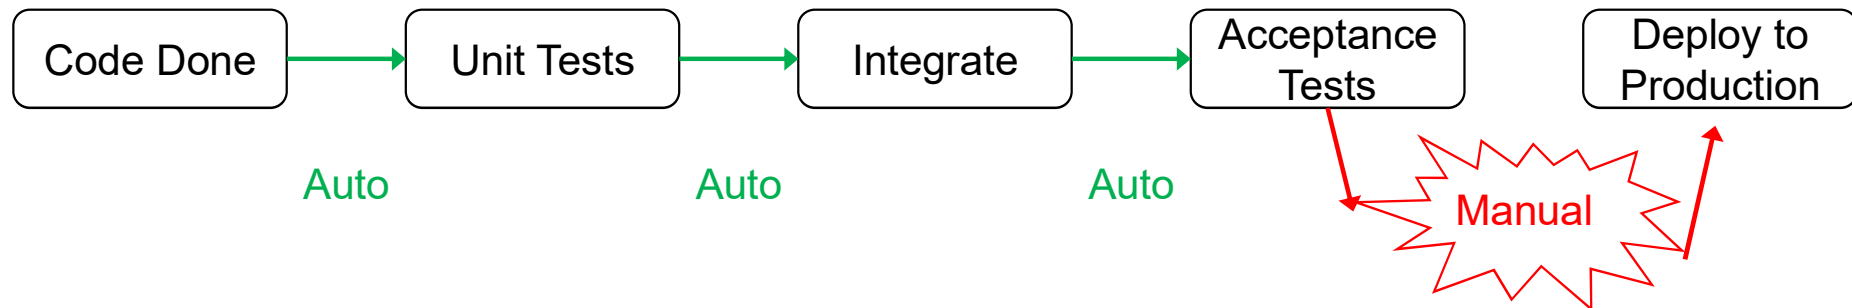 Code Done
Unit Tests
Integrate
Acceptance
Tests
Deploy to
Production
Auto
Auto
Auto
Manual